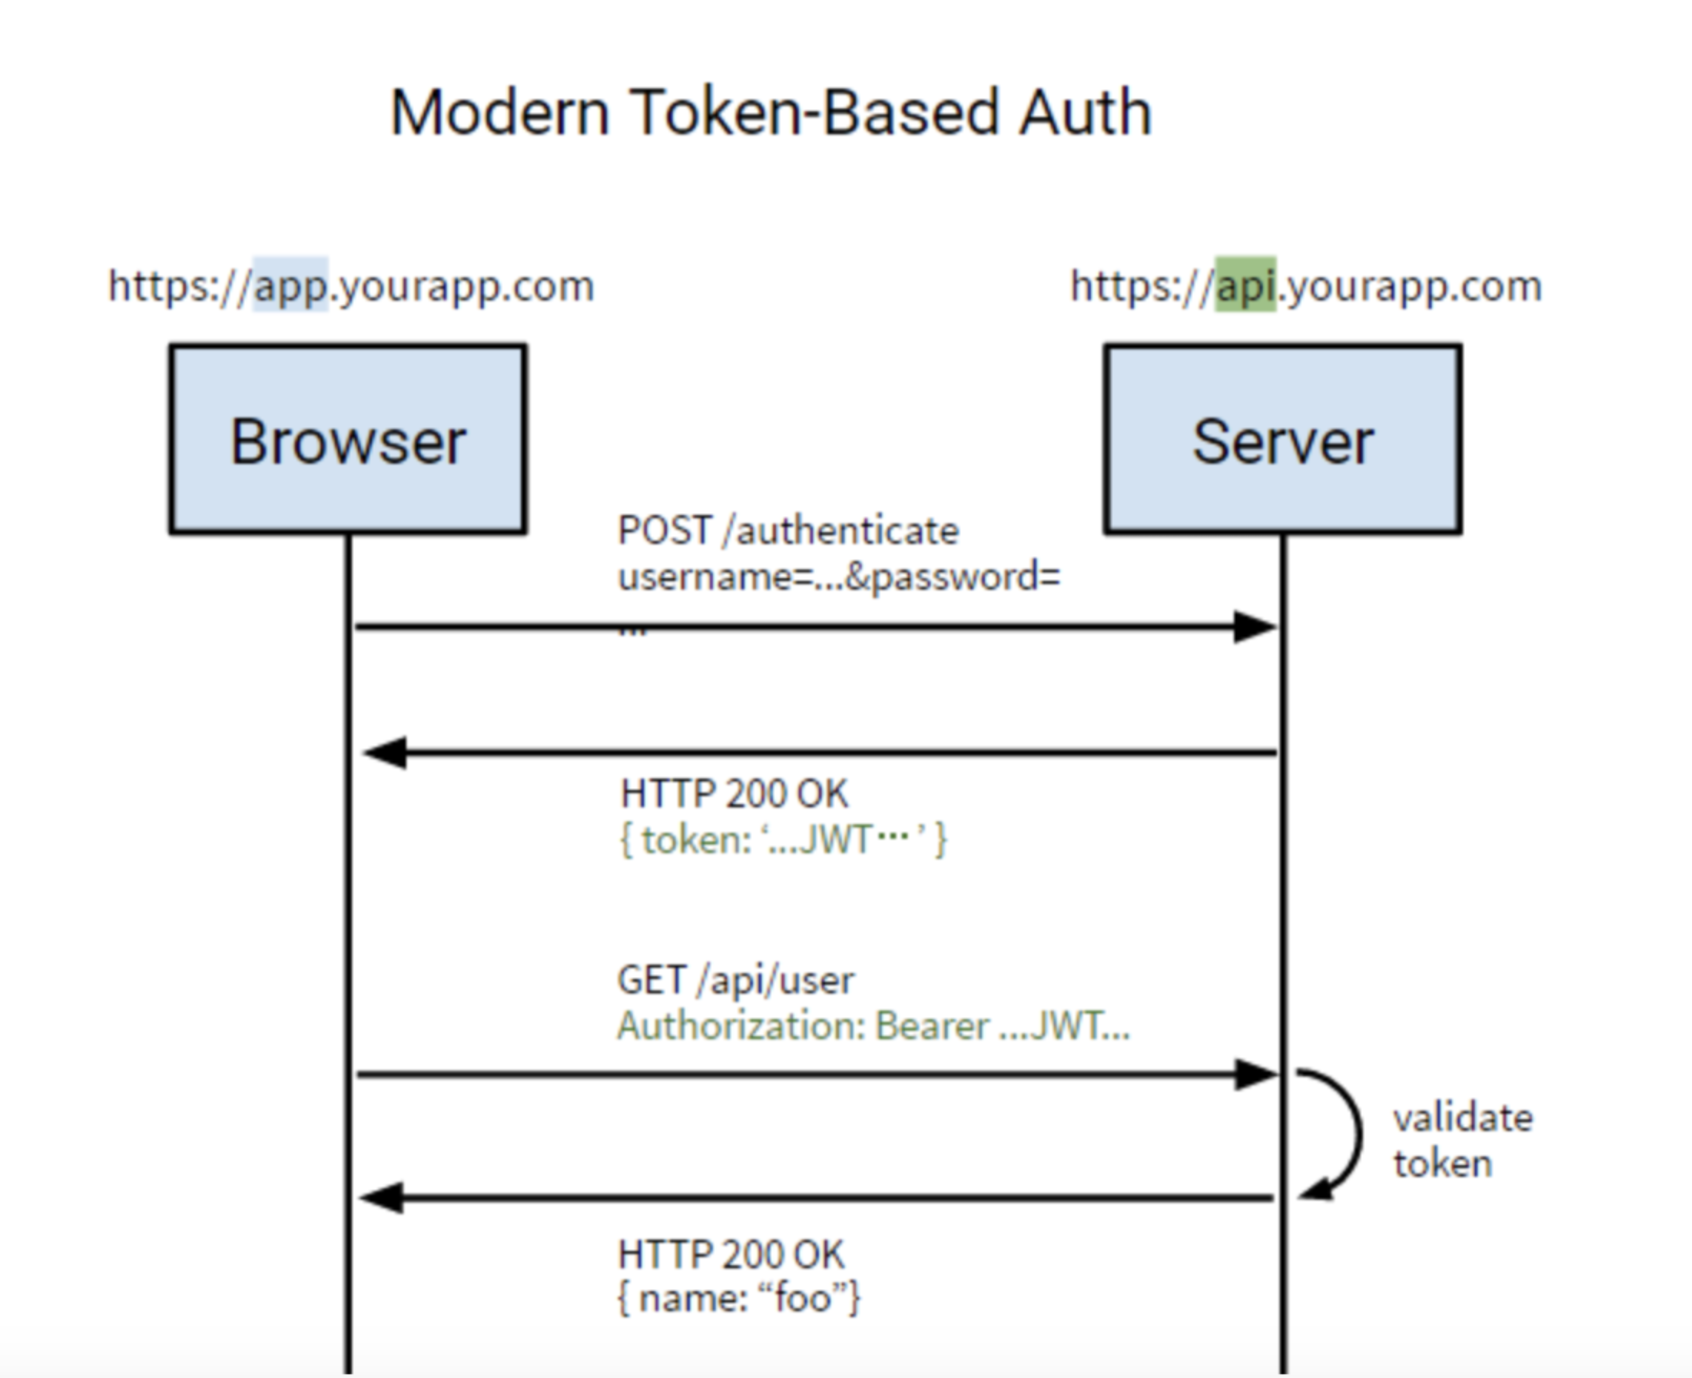 Modern Token-Based Auth
https://app.yourapp.com
https://api.yourapp.com
Browser
Server
POST /authenticate
username=...&password=
...
HTTP 200 OK
{ token: ‘...JWT··· ’ }
GET /api/user
Authorization: Bearer ...JWT...
validate
token
HTTP 200 OK
{ name: “foo”}